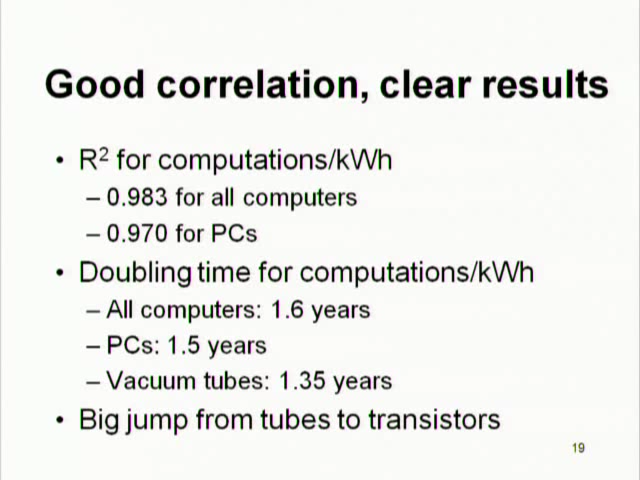 Good correlation, clear results
• R² for computations/kWh
– 0.983 for all computers
– 0.970 for PCs
• Doubling time for computations/kWh
– All computers: 1.6 years
– PCs: 1.5 years
– Vacuum tubes: 1.35 years
• Big jump from tubes to transistors
19